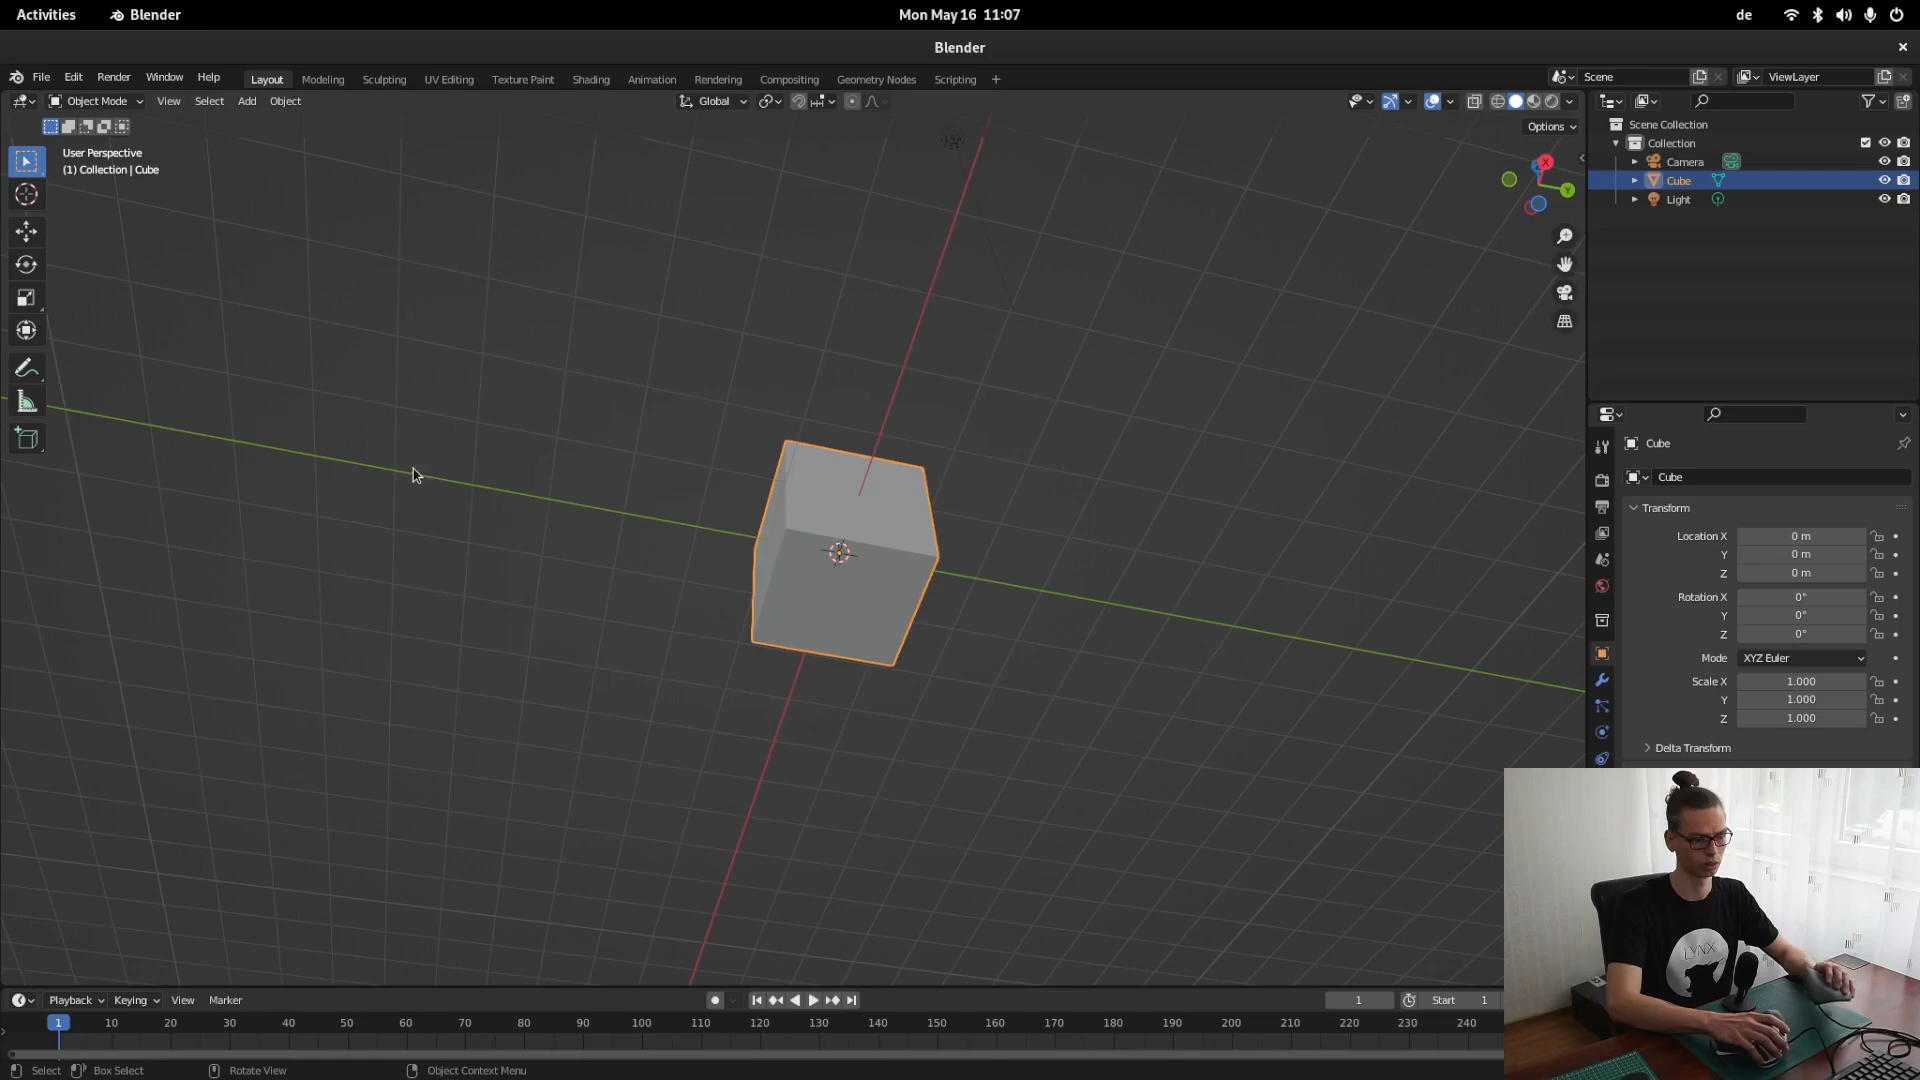 Activities Blender Mon May 16 11:07 de
Blender
File Edit Render Window Help Layout Modeling Sculpting UV Editing Texture Paint Shading Animation Rendering Compositing Geometry Nodes Scripting + Scene ViewLayer
Object Mode View Select Add Object Global
Options
User Perspective
(1) Collection | Cube
Scene Collection
Collection
Camera
Cube
Light
X
Y
Cube
Cube
Transform
Location X 0 m
Y 0 m
Z 0 m
Rotation X 0°
Y 0°
Z 0°
Mode XYZ Euler
Scale X 1.000
Y 1.000
Z 1.000
Delta Transform
LYNX
Playback Keying View Marker 1 Start 1
1 10 20 30 40 50 60 70 80 90 100 110 120 130 140 150 160 170 180 190 200 210 220 230 240
Select Box Select Rotate View Object Context Menu